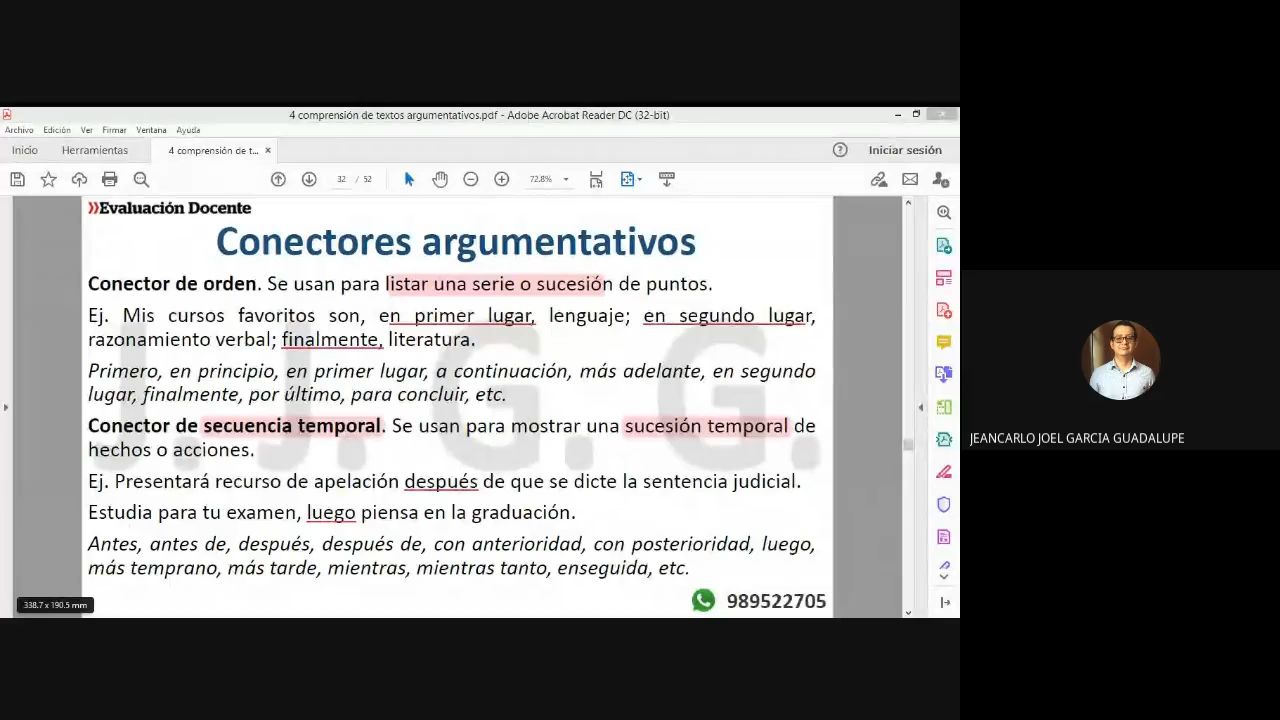 4 comprensión de textos argumentativos.pdf - Adobe Acrobat Reader DC (32-bit)
Archivo Edición Ver Firmar Ventana Ayuda
Inicio Herramientas 4 comprensión de t... × Iniciar sesión
32 / 52 72.8%
»Evaluación Docente
Conectores argumentativos
Conector de orden. Se usan para listar una serie o sucesión de puntos.
Ej. Mis cursos favoritos son, en primer lugar, lenguaje; en segundo lugar,
razonamiento verbal; finalmente, literatura.
Primero, en principio, en primer lugar, a continuación, más adelante, en segundo
lugar, finalmente, por último, para concluir, etc.
Conector de secuencia temporal. Se usan para mostrar una sucesión temporal de
hechos o acciones.
Ej. Presentará recurso de apelación después de que se dicte la sentencia judicial.
Estudia para tu examen, luego piensa en la graduación.
Antes, antes de, después, después de, con anterioridad, con posterioridad, luego,
más temprano, más tarde, mientras, mientras tanto, enseguida, etc.
J. J. G. G.
338.7 x 190.5 mm
989522705
JEANCARLO JOEL GARCIA GUADALUPE